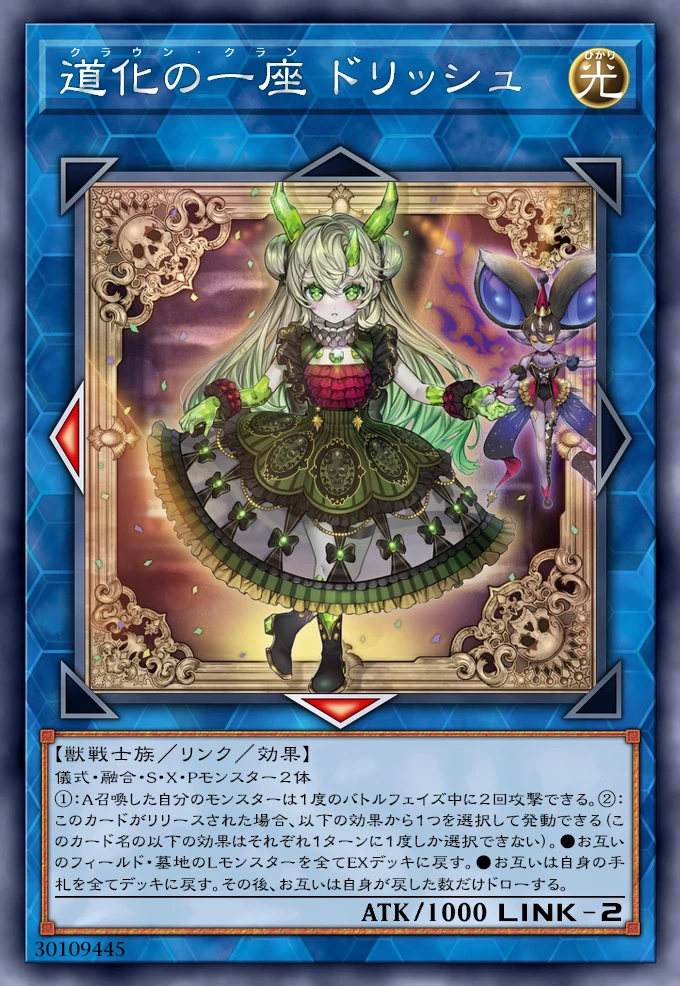 クラウン・クラン
道化の一座 ドリッシュ
ひかり
光
【獣戦士族／リンク／効果】
儀式・融合・S・X・Pモンスター２体
①：A召喚した自分のモンスターは１度のバトルフェイズ中に２回攻撃できる。②：
このカードがリリースされた場合、以下の効果から１つを選択して発動できる（こ
のカード名の以下の効果はそれぞれ１ターンに１度しか選択できない）。●お互い
のフィールド・墓地のLモンスターを全てEXデッキに戻す。●お互いは自身の手
札を全てデッキに戻す。その後、お互いは自身が戻した数だけドローする。
ATK/1000 LINK-2
30109445